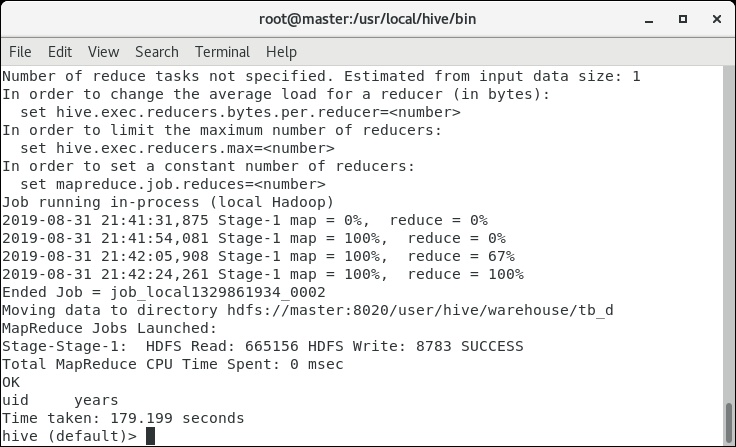 root@master:/usr/local/hive/bin
File Edit View Search Terminal Help
Number of reduce tasks not specified. Estimated from input data size: 1
In order to change the average load for a reducer (in bytes):
  set hive.exec.reducers.bytes.per.reducer=<number>
In order to limit the maximum number of reducers:
  set hive.exec.reducers.max=<number>
In order to set a constant number of reducers:
  set mapreduce.job.reduces=<number>
Job running in-process (local Hadoop)
2019-08-31 21:41:31,875 Stage-1 map = 0%,  reduce = 0%
2019-08-31 21:41:54,081 Stage-1 map = 100%,  reduce = 0%
2019-08-31 21:42:05,908 Stage-1 map = 100%,  reduce = 67%
2019-08-31 21:42:24,261 Stage-1 map = 100%,  reduce = 100%
Ended Job = job_local1329861934_0002
Moving data to directory hdfs://master:8020/user/hive/warehouse/tb_d
MapReduce Jobs Launched:
Stage-Stage-1:  HDFS Read: 665156 HDFS Write: 8783 SUCCESS
Total MapReduce CPU Time Spent: 0 msec
OK
uid     years
Time taken: 179.199 seconds
hive (default)>